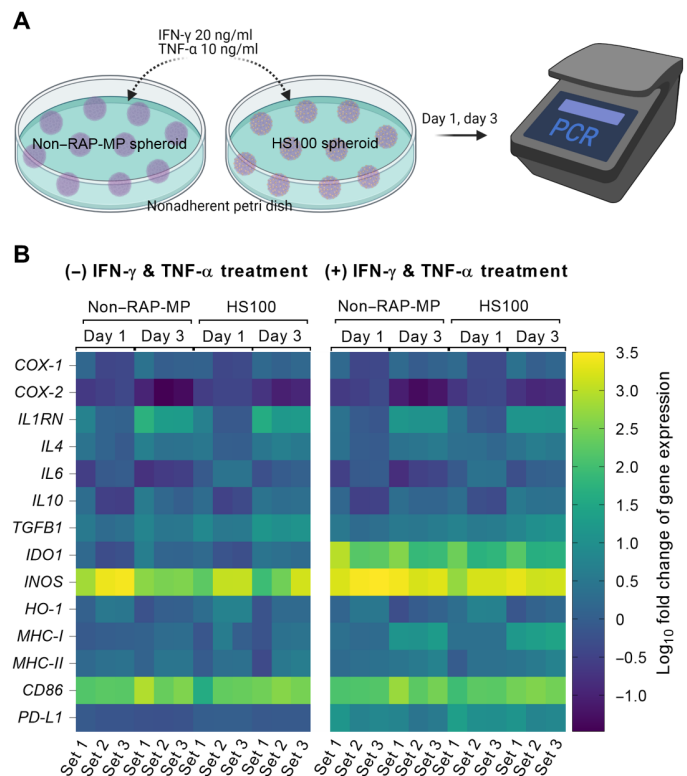 A
IFN-γ 20 ng/ml
TNF-α 10 ng/ml
Non–RAP-MP spheroid
HS100 spheroid
Day 1, day 3
PCR
Nonadherent petri dish
B
(–) IFN-γ & TNF-α treatment
(+) IFN-γ & TNF-α treatment
Non–RAP-MP
HS100
Non–RAP-MP
HS100
Day 1
Day 3
Day 1
Day 3
Day 1
Day 3
Day 1
Day 3
COX-1
COX-2
IL1RN
IL4
IL6
IL10
TGFB1
IDO1
INOS
HO-1
MHC-I
MHC-II
CD86
PD-L1
3.5
3.0
2.5
2.0
1.5
1.0
0.5
0
–0.5
–1.0
Log10 fold change of gene expression
Set 1
Set 2
Set 3
Set 1
Set 2
Set 3
Set 1
Set 2
Set 3
Set 1
Set 2
Set 3
Set 1
Set 2
Set 3
Set 1
Set 2
Set 3
Set 1
Set 2
Set 3
Set 1
Set 2
Set 3